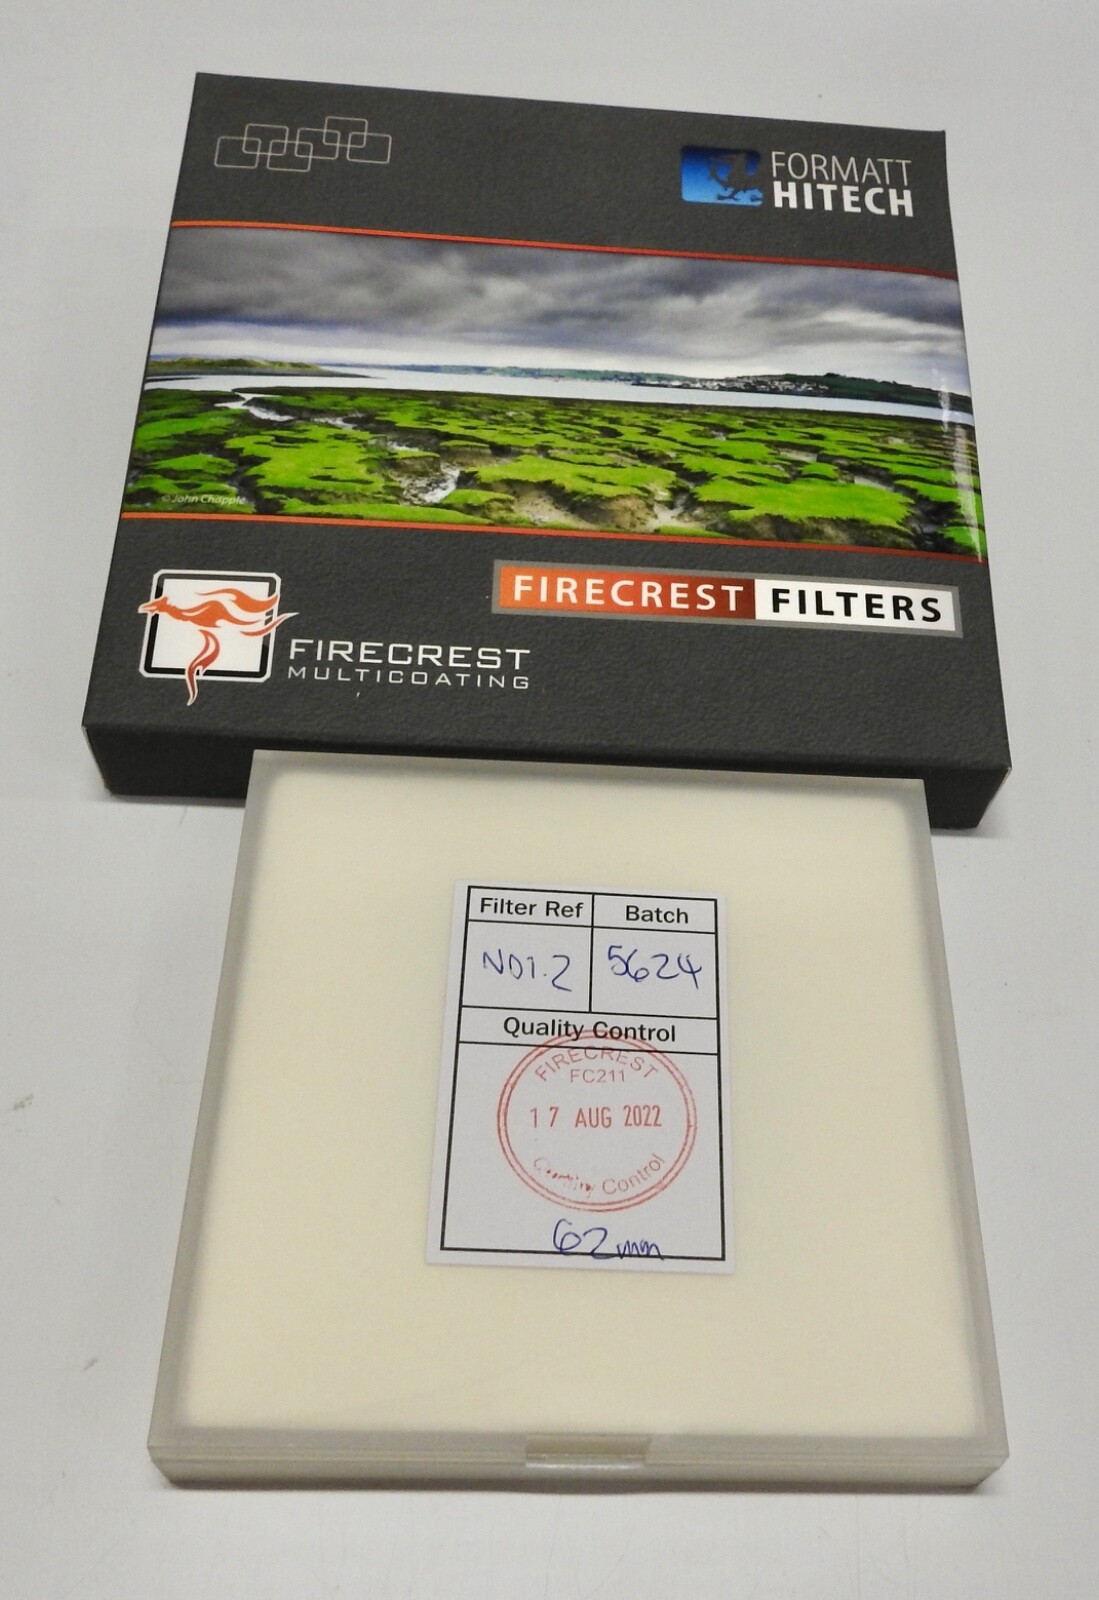 FORMATT
HITECH
© John Chapple
FIRECREST FILTERS
FIRECREST
MULTICOATING
Filter Ref Batch
ND1.2 5624
Quality Control
FIRECREST
FC211
17 AUG 2022
Quality Control
62mm